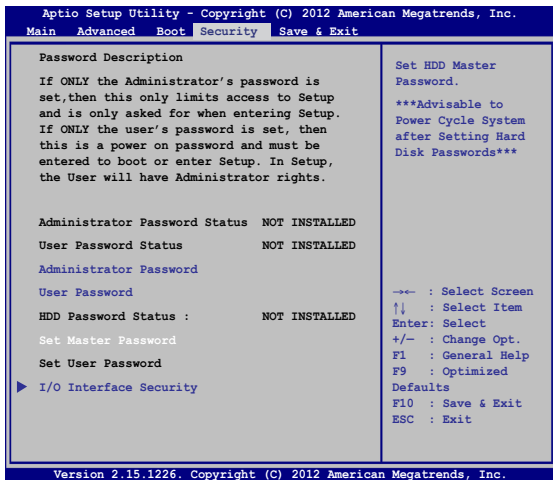 Aptio Setup Utility - Copyright (C) 2012 American Megatrends, Inc.
Main Advanced Boot Security Save & Exit
Password Description
If ONLY the Administrator's password is
set,then this only limits access to Setup
and is only asked for when entering Setup.
If ONLY the user's password is set, then
this is a power on password and must be
entered to boot or enter Setup. In Setup,
the User will have Administrator rights.
Administrator Password Status NOT INSTALLED
User Password Status NOT INSTALLED
Administrator Password
User Password
HDD Password Status : NOT INSTALLED
Set Master Password
Set User Password
I/O Interface Security
Set HDD Master
Password.
***Advisable to
Power Cycle System
after Setting Hard
Disk Passwords***
→← : Select Screen
↑↓ : Select Item
Enter: Select
+/— : Change Opt.
F1 : General Help
F9 : Optimized
Defaults
F10 : Save & Exit
ESC : Exit
Version 2.15.1226. Copyright (C) 2012 American Megatrends, Inc.